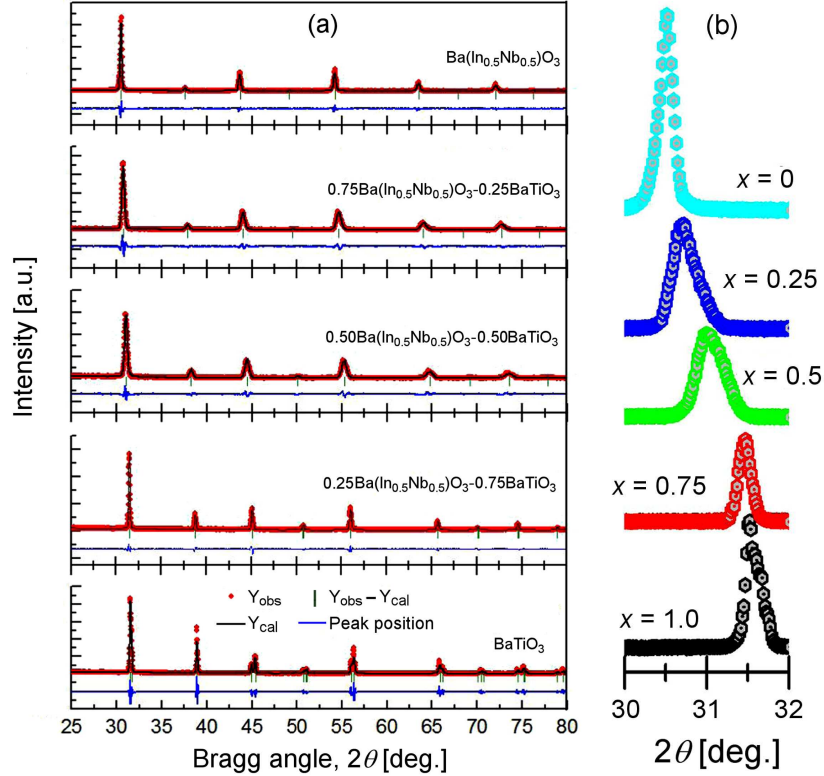 (a)
Ba(In0.5Nb0.5)O3
0.75Ba(In0.5Nb0.5)O3-0.25BaTiO3
0.50Ba(In0.5Nb0.5)O3-0.50BaTiO3
0.25Ba(In0.5Nb0.5)O3-0.75BaTiO3
Yobs Yobs – Ycal
Ycal Peak position
BaTiO3
Intensity [a.u.]
25 30 35 40 45 50 55 60 65 70 75 80
Bragg angle, 2θ [deg.]
(b)
x = 0
x = 0.25
x = 0.5
x = 0.75
x = 1.0
30 31 32
2θ [deg.]